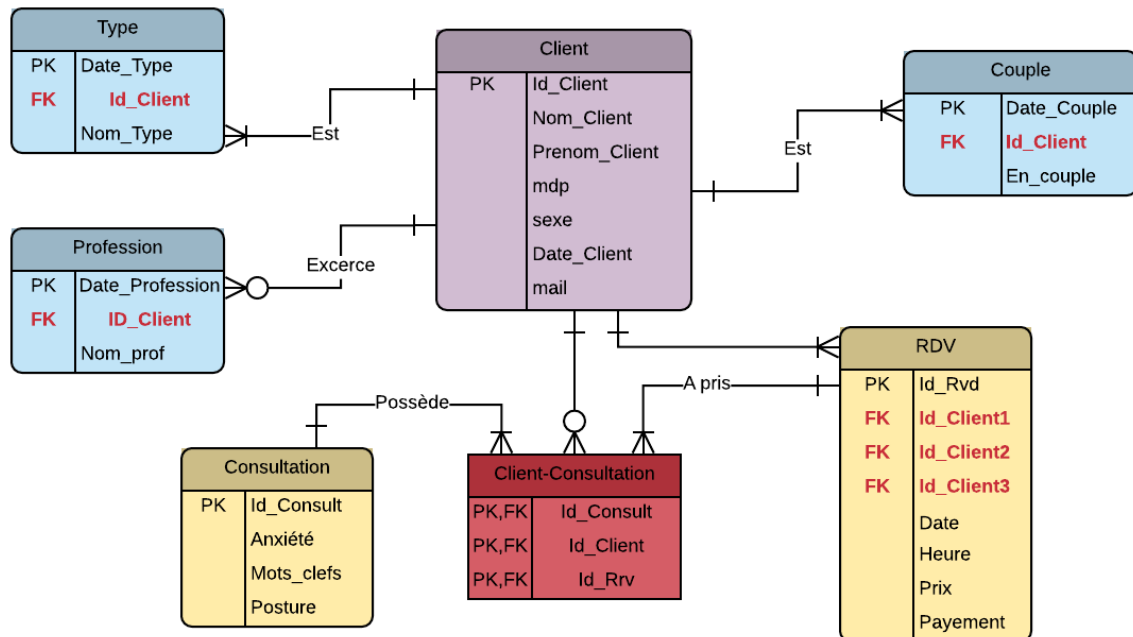 Type
PK Date_Type
FK Id_Client
Nom_Type
Est
Client
PK Id_Client
Nom_Client
Prenom_Client
mdp
sexe
Date_Client
mail
Est
Couple
PK Date_Couple
FK Id_Client
En_couple
Profession
PK Date_Profession
FK ID_Client
Nom_prof
Excerce
RDV
PK Id_Rvd
FK Id_Client1
FK Id_Client2
FK Id_Client3
Date
Heure
Prix
Payement
A pris
Possède
Consultation
PK Id_Consult
Anxiété
Mots_clefs
Posture
Client-Consultation
PK,FK Id_Consult
PK,FK Id_Client
PK,FK Id_Rrv